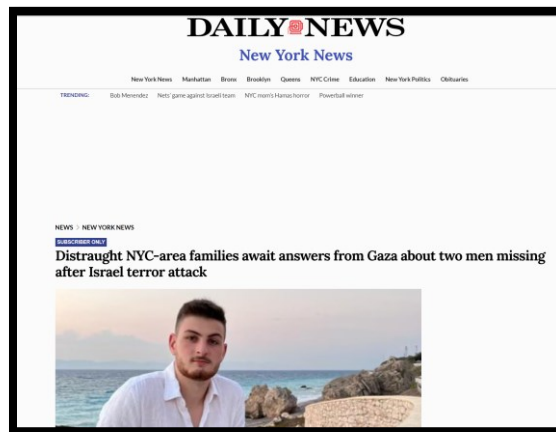 DAILY NEWS
New York News
New York News Manhattan Bronx Brooklyn Queens NYC Crime Education New York Politics Obituaries
TRENDING: Bob Menendez Nets' game against Israeli team NYC mom's Hamas horror Powerball winner
NEWS > NEW YORK NEWS
SUBSCRIBER ONLY
Distraught NYC-area families await answers from Gaza about two men missing
after Israel terror attack